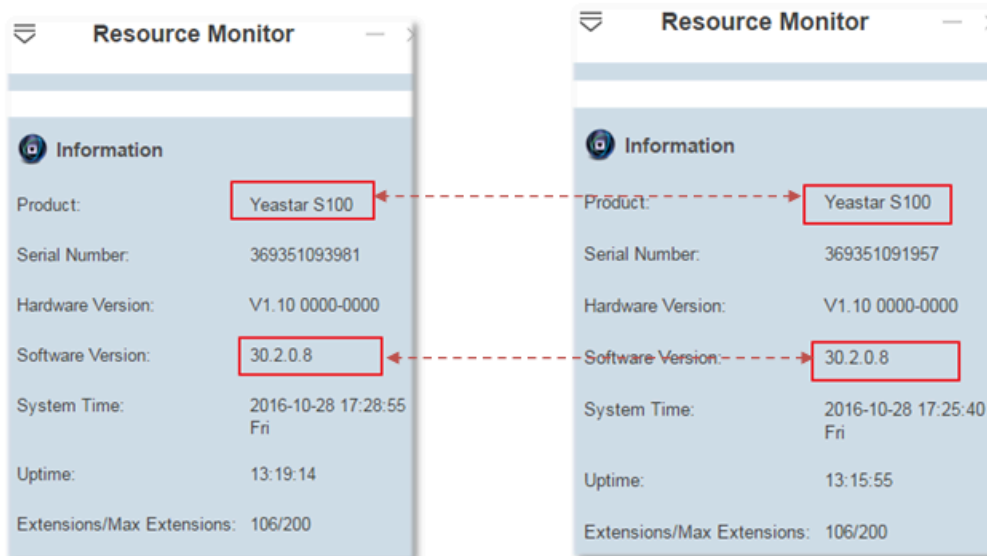 Resource Monitor
Information
Product: Yeastar S100
Serial Number: 369351093981
Hardware Version: V1.10 0000-0000
Software Version: 30.2.0.8
System Time: 2016-10-28 17:28:55
Fri
Uptime: 13:19:14
Extensions/Max Extensions: 106/200
Resource Monitor
Information
Product: Yeastar S100
Serial Number: 369351091957
Hardware Version: V1.10 0000-0000
Software Version: 30.2.0.8
System Time: 2016-10-28 17:25:40
Fri
Uptime: 13:15:55
Extensions/Max Extensions: 106/200